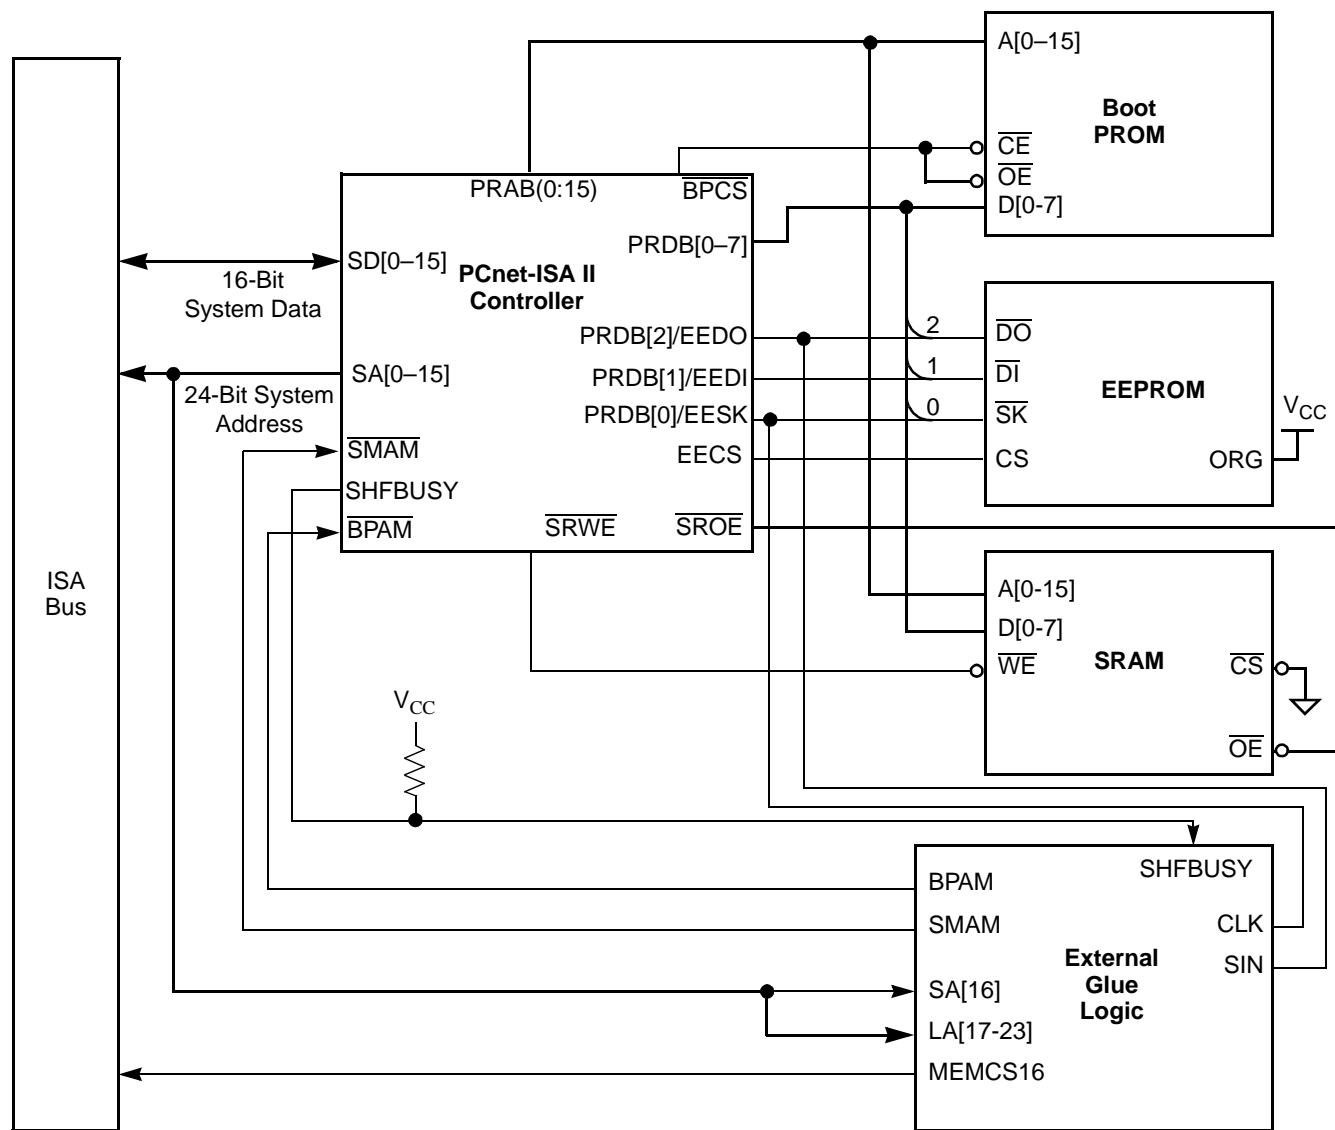 A[0–15]
Boot
PROM
CE
OE
D[0-7]
PRAB(0:15)
BPCS
PRDB[0–7]
SD[0–15]
PCnet-ISA II
Controller
16-Bit
System Data
PRDB[2]/EEDO
2
DO
SA[0–15]
PRDB[1]/EEDI
1
DI
EEPROM
24-Bit System
Address
PRDB[0]/EESK
0
SK
VCC
SMAM
EECS
CS
ORG
SHFBUSY
BPAM
SRWE
SROE
ISA
Bus
A[0-15]
D[0-7]
SRAM
WE
CS
OE
VCC
SHFBUSY
BPAM
SMAM
CLK
External
Glue
Logic
SIN
SA[16]
LA[17-23]
MEMCS16